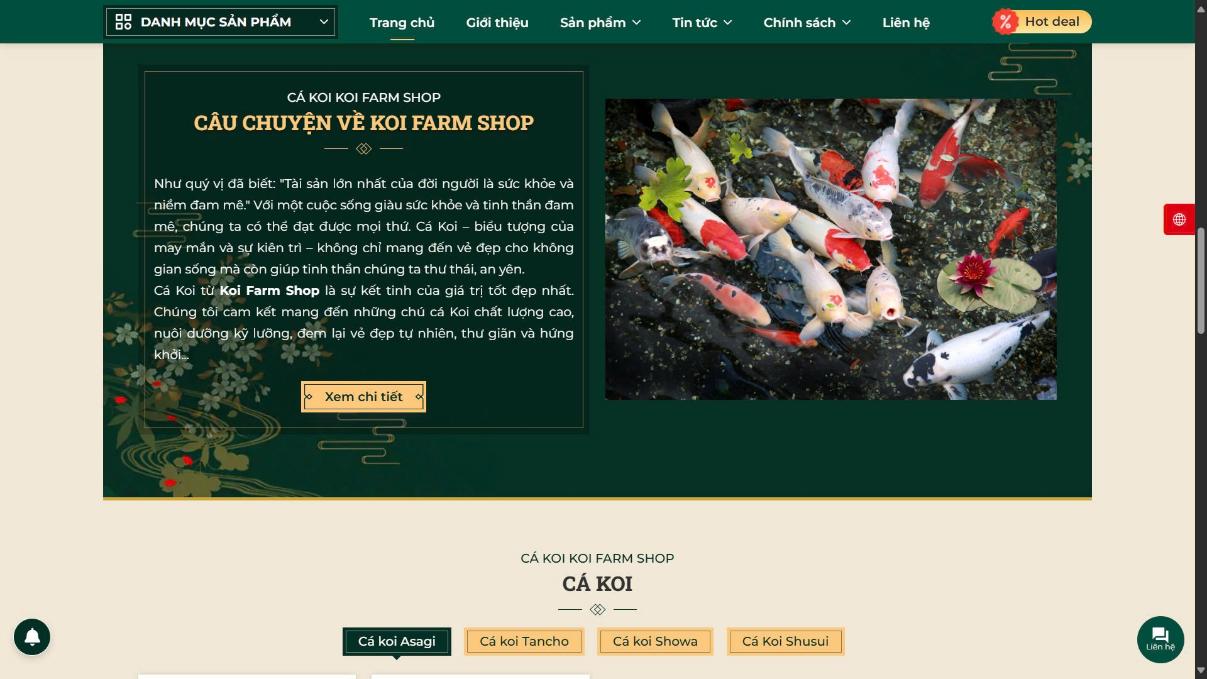 DANH MỤC SẢN PHẨM
Trang chủ
Giới thiệu
Sản phẩm
Tin tức
Chính sách
Liên hệ
Hot deal
CÁ KOI KOI FARM SHOP
CÂU CHUYỆN VỀ KOI FARM SHOP
Như quý vị đã biết: "Tài sản lớn nhất của đời người là sức khỏe và
niềm đam mê." Với một cuộc sống giàu sức khỏe và tinh thần đam
mê, chúng ta có thể đạt được mọi thứ. Cá Koi – biểu tượng của
may mắn và sự kiên trì – không chỉ mang đến vẻ đẹp cho không
gian sống mà còn giúp tinh thần chúng ta thư thái, an yên.
Cá Koi từ Koi Farm Shop là sự kết tinh của giá trị tốt đẹp nhất.
Chúng tôi cam kết mang đến những chú cá Koi chất lượng cao,
nuôi dưỡng kỹ lưỡng, đem lại vẻ đẹp tự nhiên, thư giãn và hứng
khởi...
Xem chi tiết
CÁ KOI KOI FARM SHOP
CÁ KOI
Cá koi Asagi
Cá koi Tancho
Cá koi Showa
Cá Koi Shusui
Liên hệ